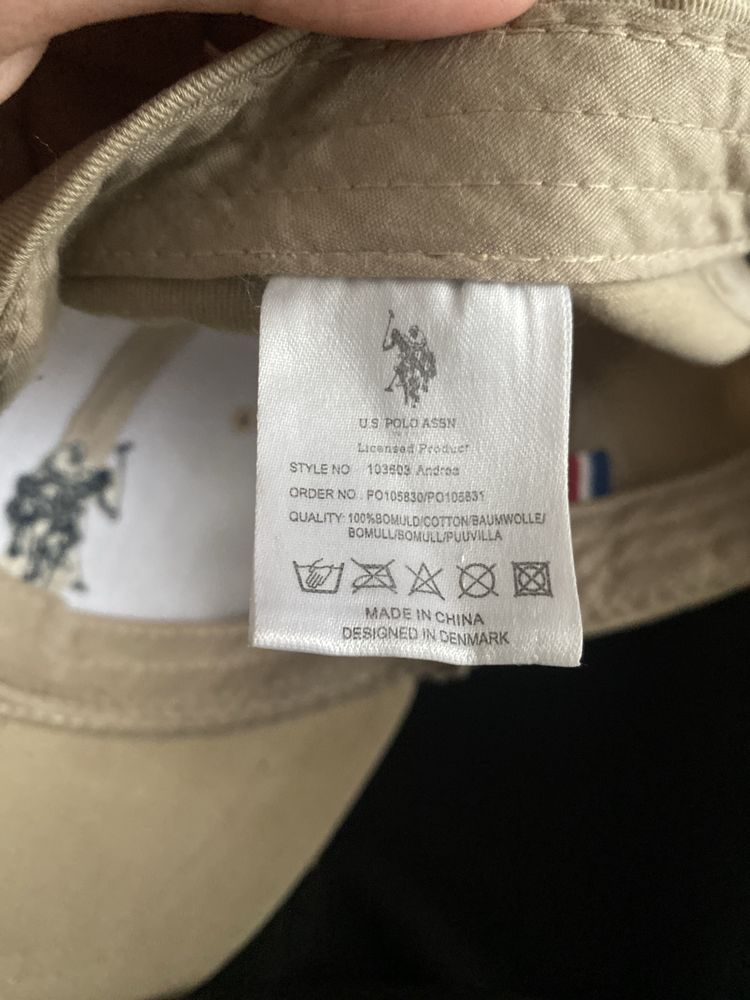 U.S. POLO ASSN
Licensed Product
STYLE NO 103603 Andrea
ORDER NO. PO105830/PO105831
QUALITY: 100%BOMULD/COTTON/BAUMWOLLE/
BOMULL/BOMULL/PUUVILLA
MADE IN CHINA
DESIGNED IN DENMARK